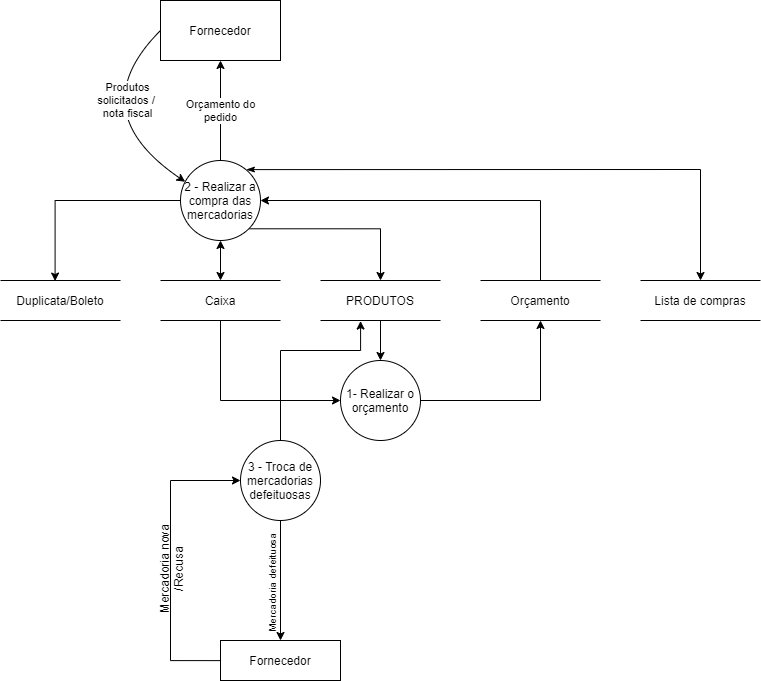 Fornecedor
Produtos
solicitados /
nota fiscal
Orçamento do
pedido
2 - Realizar a
compra das
mercadorias
Duplicata/Boleto
Caixa
PRODUTOS
Orçamento
Lista de compras
1- Realizar o
orçamento
3 - Troca de
mercadorias
defeituosas
Mercadoria nova
/Recusa
Mercadoria defeituosa
Fornecedor